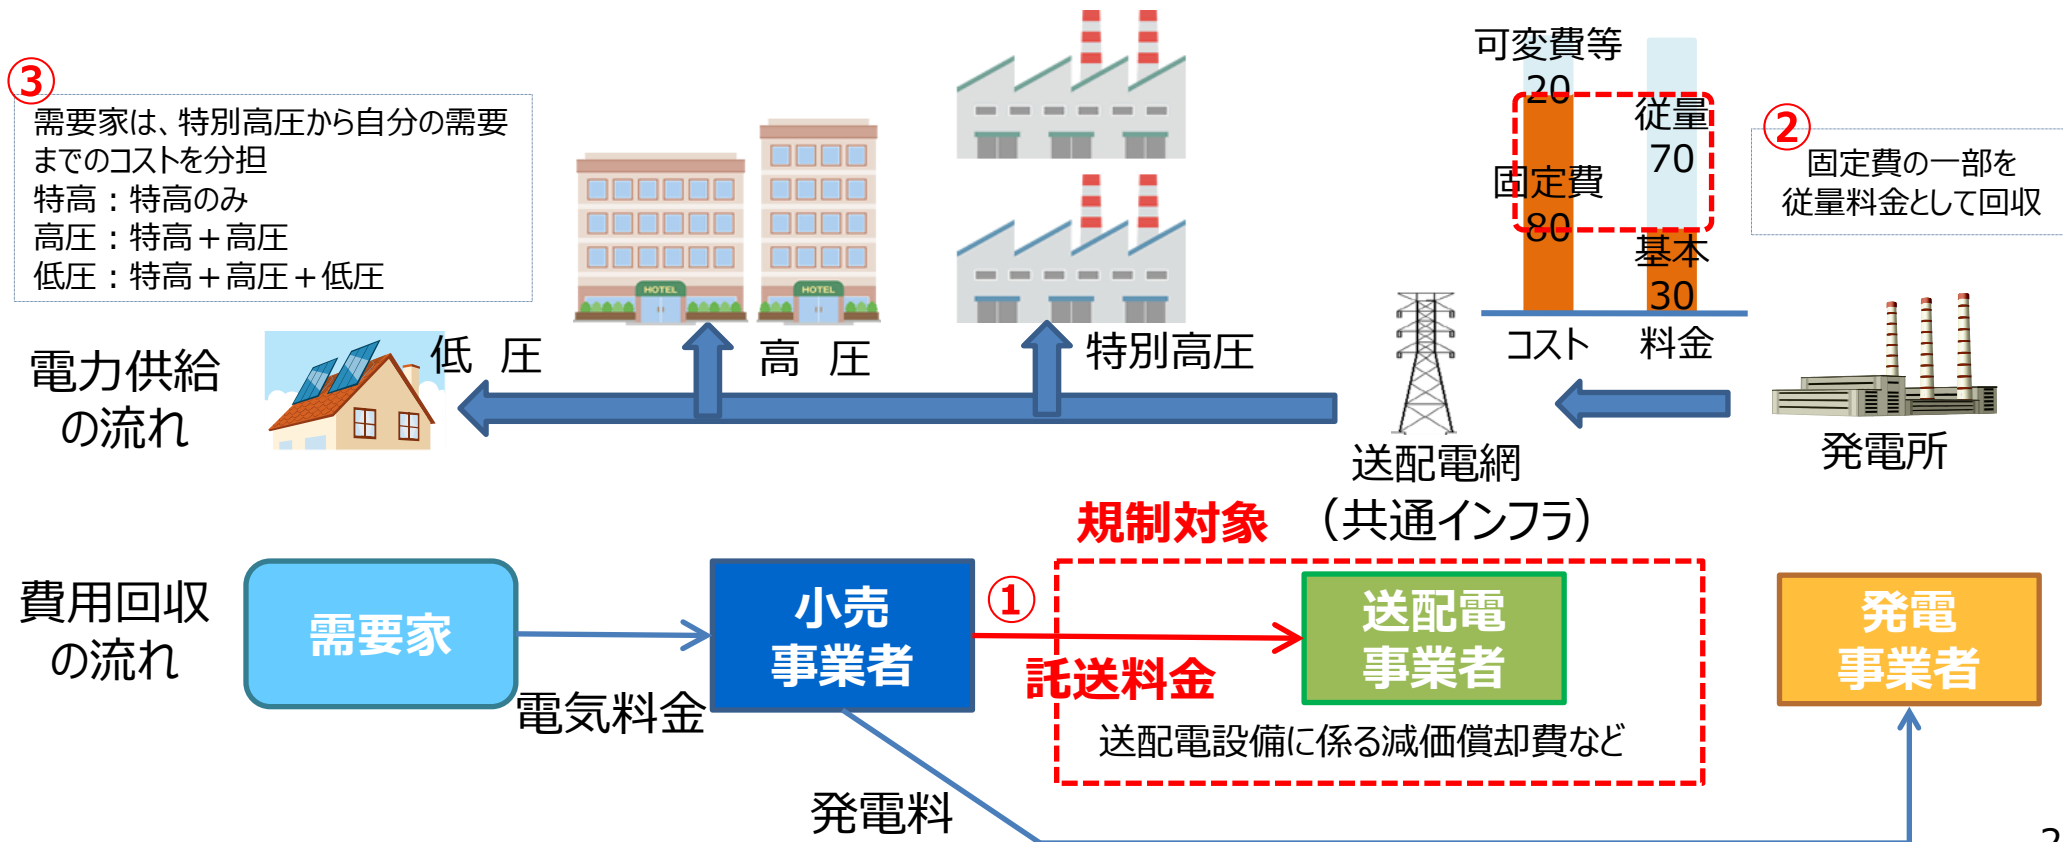 ③
需要家は、特別高圧から自分の需要
までのコストを分担
特高：特高のみ
高圧：特高＋高圧
低圧：特高＋高圧＋低圧
HOTEL
HOTEL
可変費等
20
固定費
80
従量
70
基本
30
コスト
料金
②
固定費の一部を
従量料金として回収
電力供給
の流れ
低 圧
高 圧
特別高圧
送配電網
（共通インフラ）
発電所
規制対象
費用回収
の流れ
需要家
電気料金
小売
事業者
①
託送料金
送配電
事業者
送配電設備に係る減価償却費など
発電
事業者
発電料
2